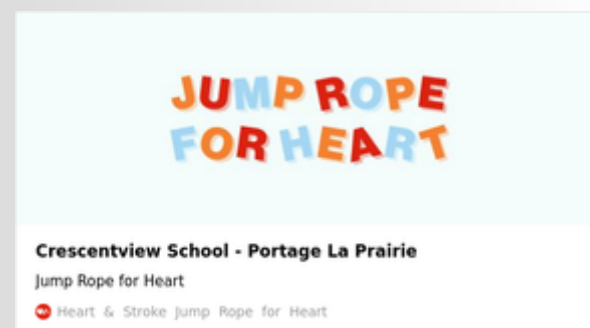 JUMP ROPE
FOR HEART
Crescentview School - Portage La Prairie
Jump Rope for Heart
Heart & Stroke Jump Rope for Heart